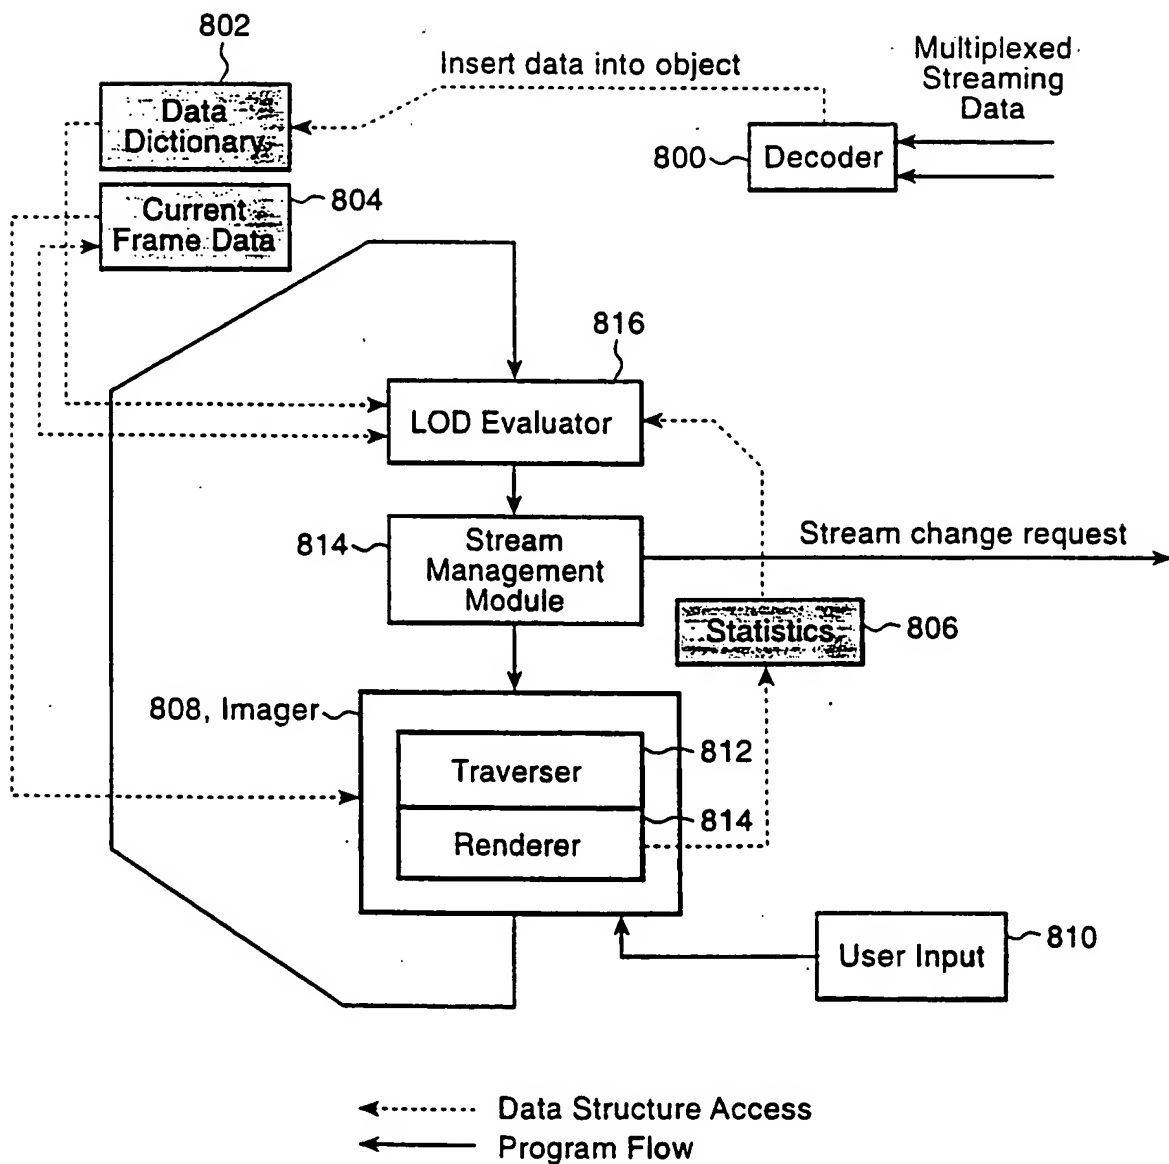 802
Insert data into object
Multiplexed
Streaming
Data
Data
Dictionary
800
Decoder
804
Current
Frame Data
816
LOD Evaluator
814
Stream
Management
Module
Stream change request
Statistics
806
808, Imager
812
Traverser
814
Renderer
User Input
810
Data Structure Access
Program Flow